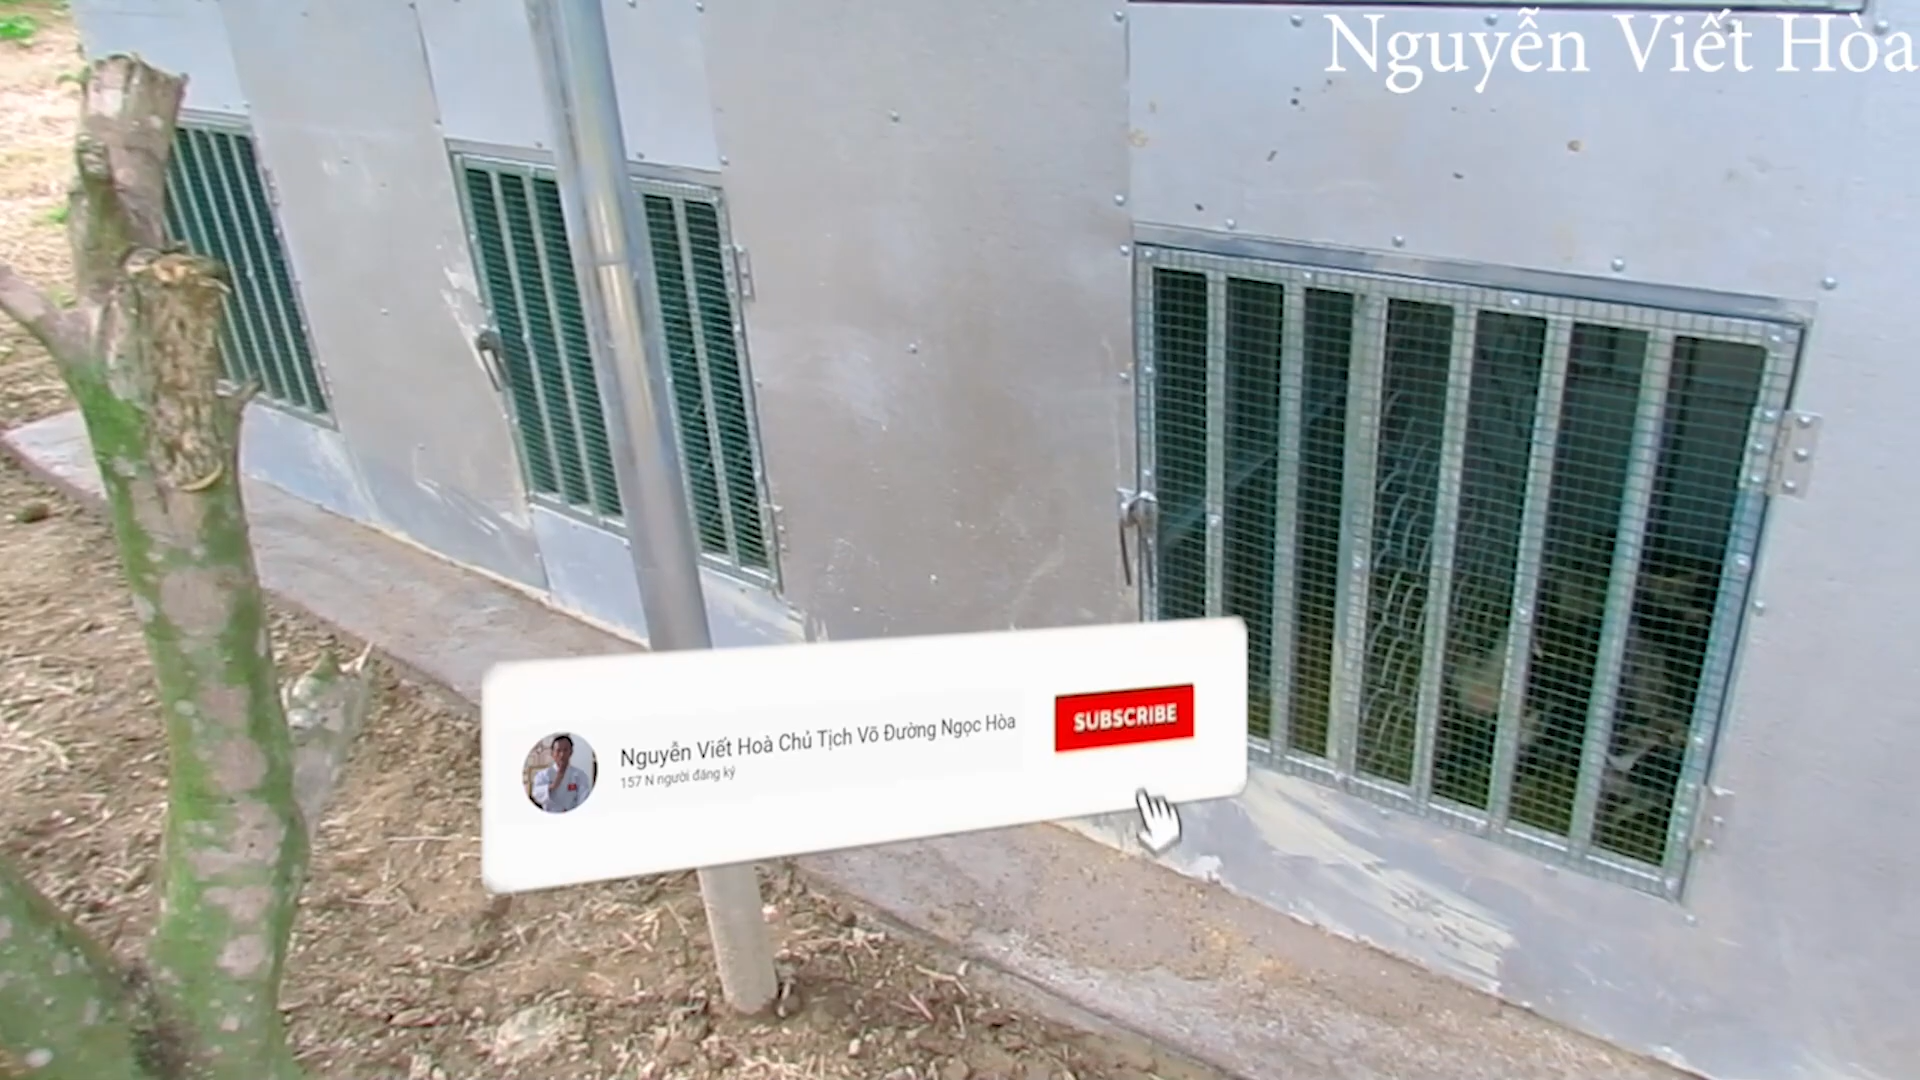 Nguyễn Viết Hòa
Nguyễn Viết Hoà Chủ Tịch Võ Đường Ngọc Hòa
157 N người đăng ký
SUBSCRIBE